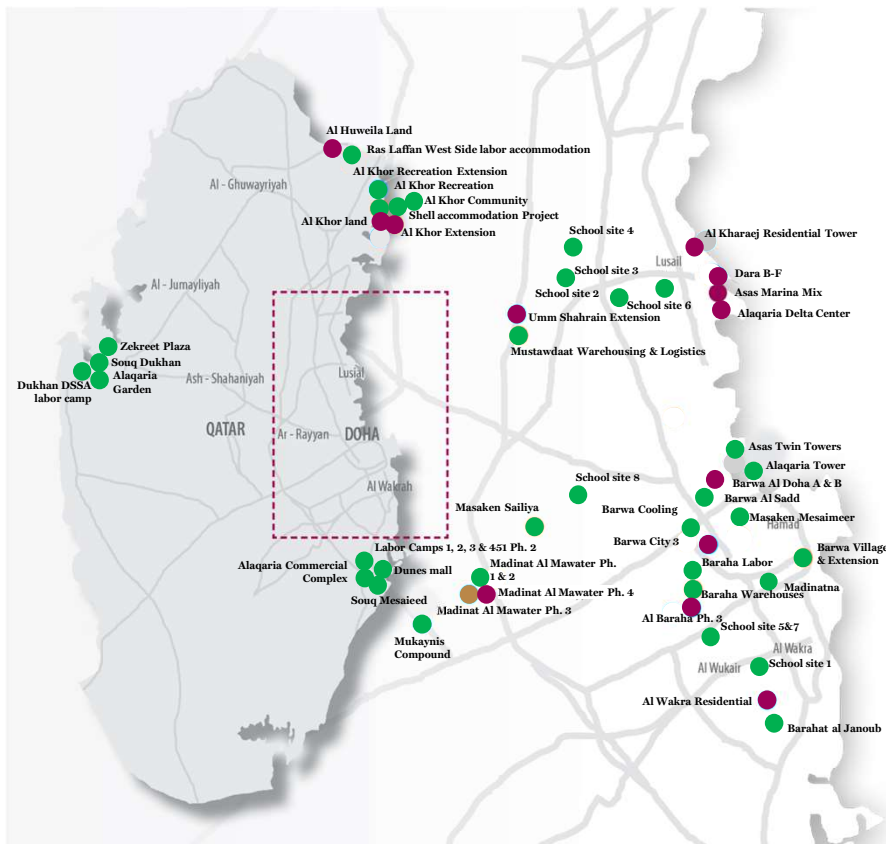 Al Huweila Land
Ras Laffan West Side labor accommodation
Al Khor Recreation Extension
Al - Ghuwayriyah
Al Khor Recreation
Al Khor Community
Shell accommodation Project
Al Khor land
Al Khor Extension
Al - Jumayliyah
Zekreet Plaza
Souq Dukhan
Dukhan DSSA
labor camp
Alaqaria
Garden
Ash - Shahaniyah
Lusial
QATAR
Ar - Rayyan
DOHA
Al Wakrah
Labor Camps 1, 2, 3 & 451 Ph. 2
Alaqaria Commercial
Complex
Dunes mall
Souq Mesaieed
School site 4
School site 3
School site 2
School site 6
Lusail
Al Kharaej Residential Tower
Dara B-F
Asas Marina Mix
Alaqaria Delta Center
Umm Shahrain Extension
Mustawdaat Warehousing & Logistics
Asas Twin Towers
Alaqaria Tower
School site 8
Barwa Al Doha A & B
Barwa Al Sadd
Masaken Sailiya
Barwa Cooling
Masaken Mesaimeer
Hamad
Barwa City 3
Barwa Village
& Extension
Madinat Al Mawater Ph.
1 & 2
Baraha Labor
Madinatna
Madinat Al Mawater Ph. 4
Baraha Warehouses
Madinat Al Mawater Ph. 3
Al Baraha Ph. 3
Mukaynis
Compound
School site 5&7
Al Wakra
Al Wukair
School site 1
Al Wakra Residential
Barahat al Janoub